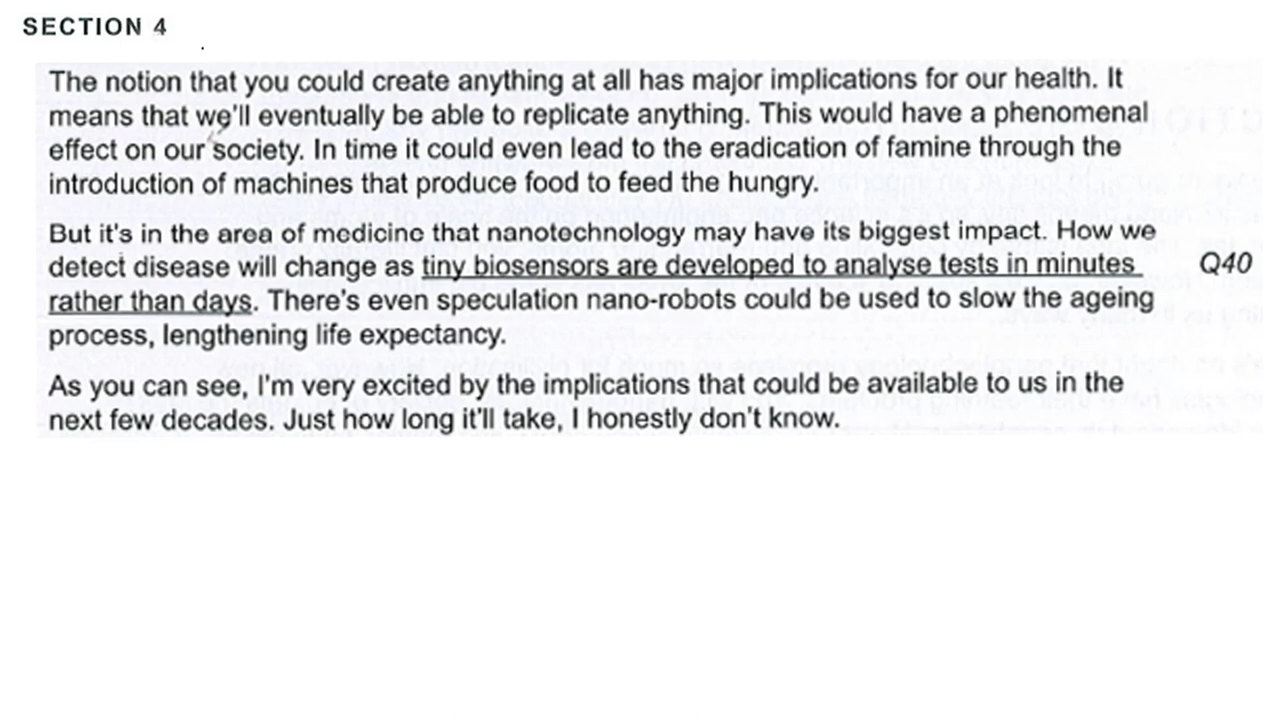 SECTION 4
The notion that you could create anything at all has major implications for our health. It
means that we'll eventually be able to replicate anything. This would have a phenomenal
effect on our society. In time it could even lead to the eradication of famine through the
introduction of machines that produce food to feed the hungry.
But it's in the area of medicine that nanotechnology may have its biggest impact. How we
detect disease will change as tiny biosensors are developed to analyse tests in minutes Q40
rather than days. There's even speculation nano-robots could be used to slow the ageing
process, lengthening life expectancy.
As you can see, I'm very excited by the implications that could be available to us in the
next few decades. Just how long it'll take, I honestly don't know.